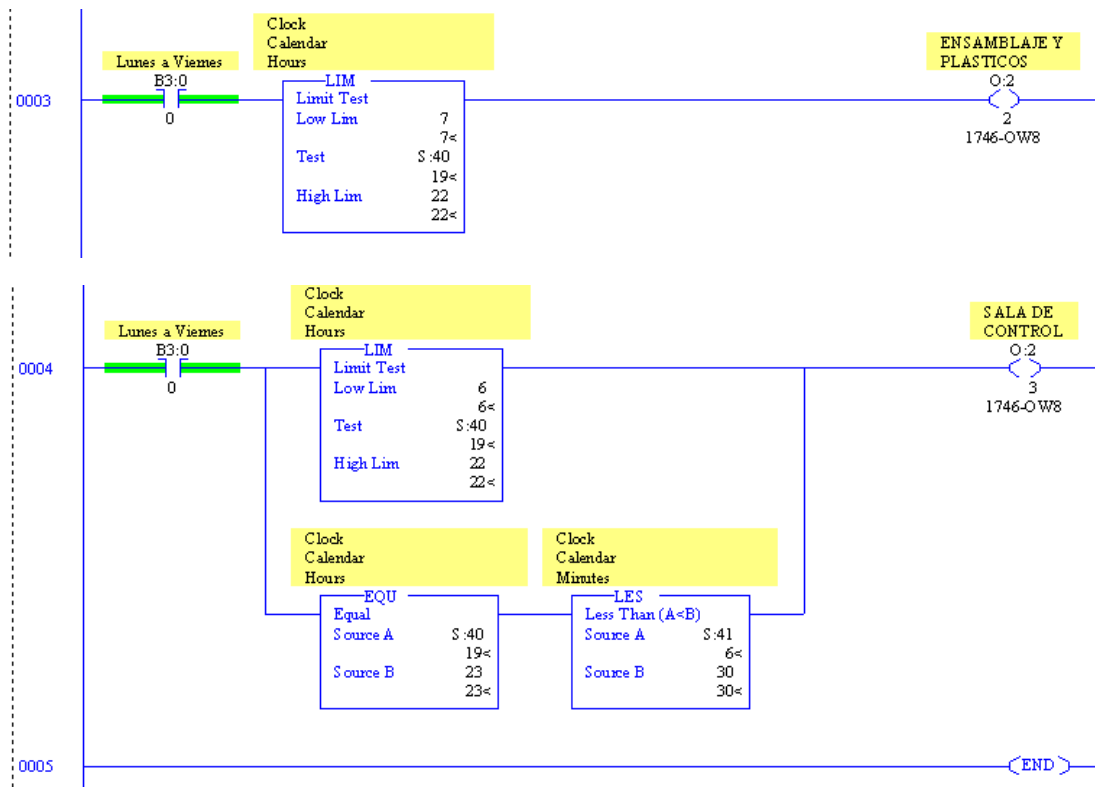 Clock
Calendar
Hours
ENSAMBLAJE Y
PLASTICOS
Lunes a Viernes
B3:0
O:2
0003
0
2
1746-OW8
LIM
Limit Test
Low Lim 7
7<
Test S:40
19<
High Lim 22
22<
Clock
Calendar
Hours
SALA DE
CONTROL
Lunes a Viernes
B3:0
O:2
0004
0
3
1746-OW8
LIM
Limit Test
Low Lim 6
6<
Test S:40
19<
High Lim 22
22<
Clock
Calendar
Hours
EQU
Equal
Source A S:40
19<
Source B 23
23<
Clock
Calendar
Minutes
LES
Less Than (A<B)
Source A S:41
6<
Source B 30
30<
0005
END